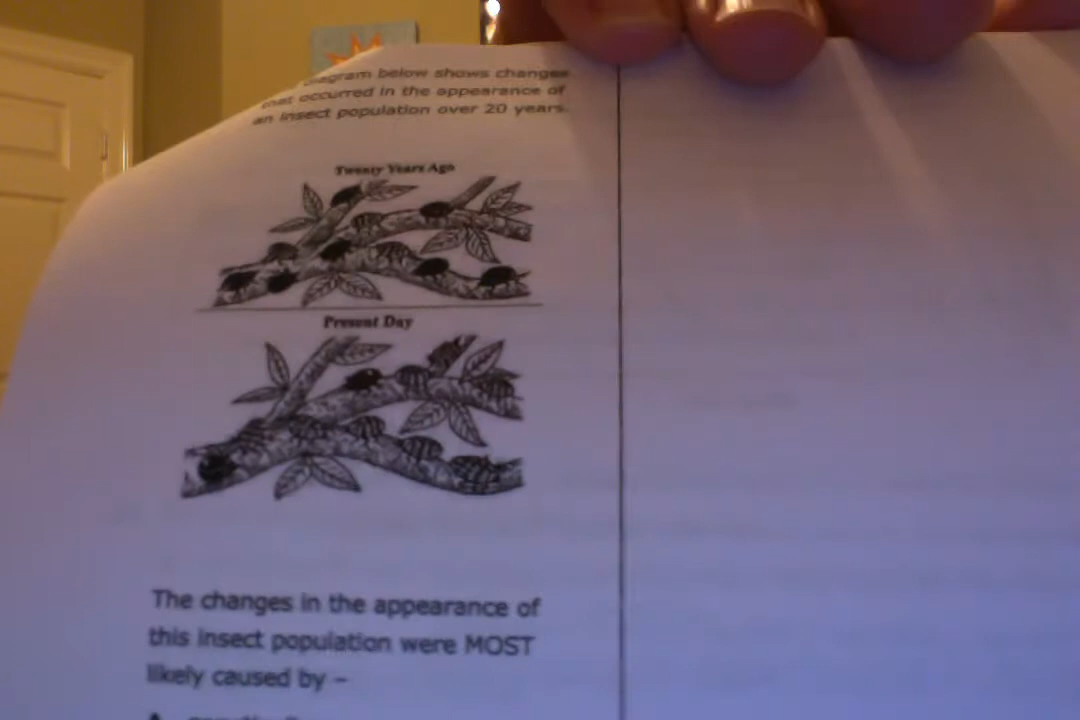 diagram below shows changes
that occurred in the appearance of
an insect population over 20 years.
Twenty Years Ago
Present Day
The changes in the appearance of
this insect population were MOST
likely caused by –